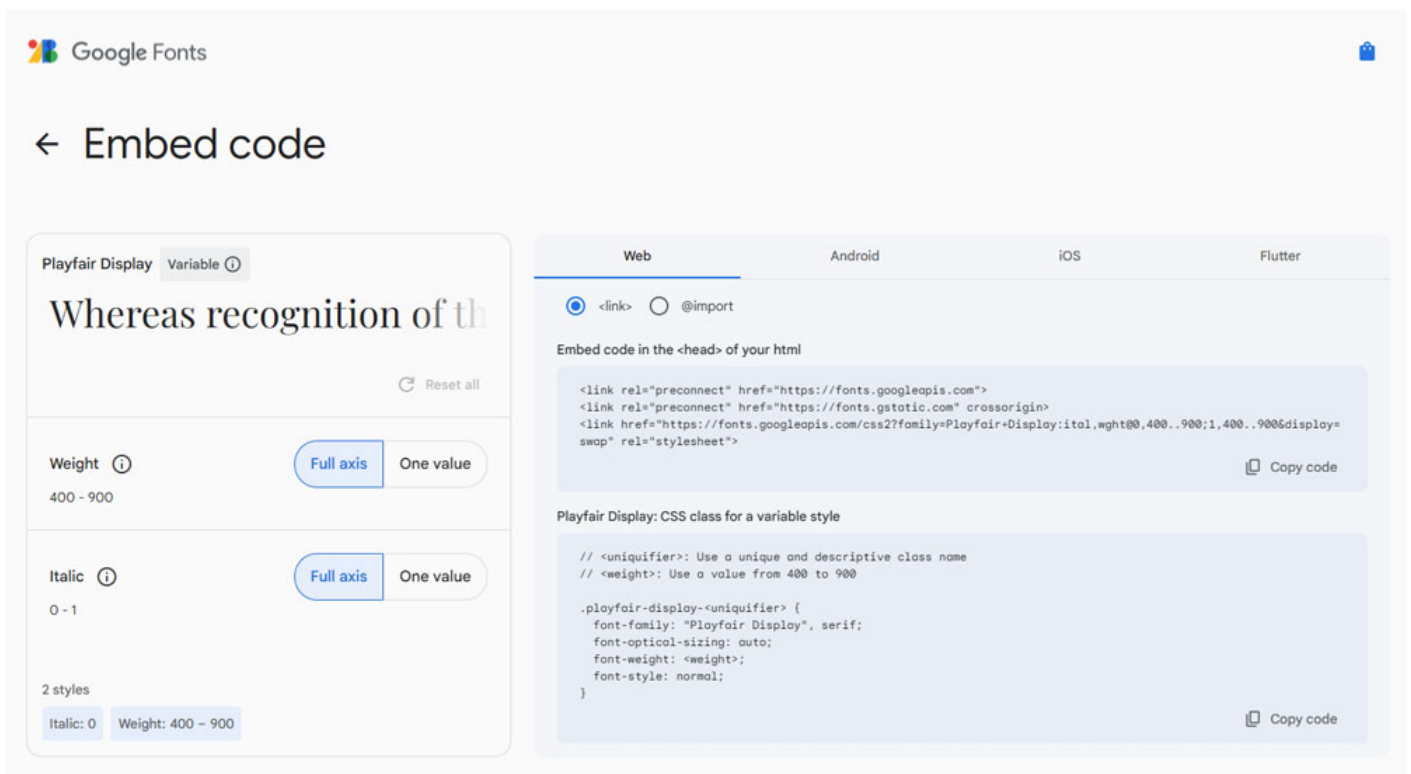 Google Fonts
← Embed code
Playfair Display Variable
Whereas recognition of th
Reset all
Weight
Full axis One value
400 - 900
Italic
Full axis One value
0 - 1
2 styles
Italic: 0 Weight: 400 – 900
Web Android iOS Flutter
<link> @import
Embed code in the <head> of your html
<link rel="preconnect" href="https://fonts.googleapis.com">
<link rel="preconnect" href="https://fonts.gstatic.com" crossorigin>
<link href="https://fonts.googleapis.com/css2?family=Playfair+Display:ital,wght@0,400..900;1,400..900&display=
swap" rel="stylesheet">
Copy code
Playfair Display: CSS class for a variable style
// <uniquifier>: Use a unique and descriptive class name
// <weight>: Use a value from 400 to 900
.playfair-display-<uniquifier> {
  font-family: "Playfair Display", serif;
  font-optical-sizing: auto;
  font-weight: <weight>;
  font-style: normal;
}
Copy code